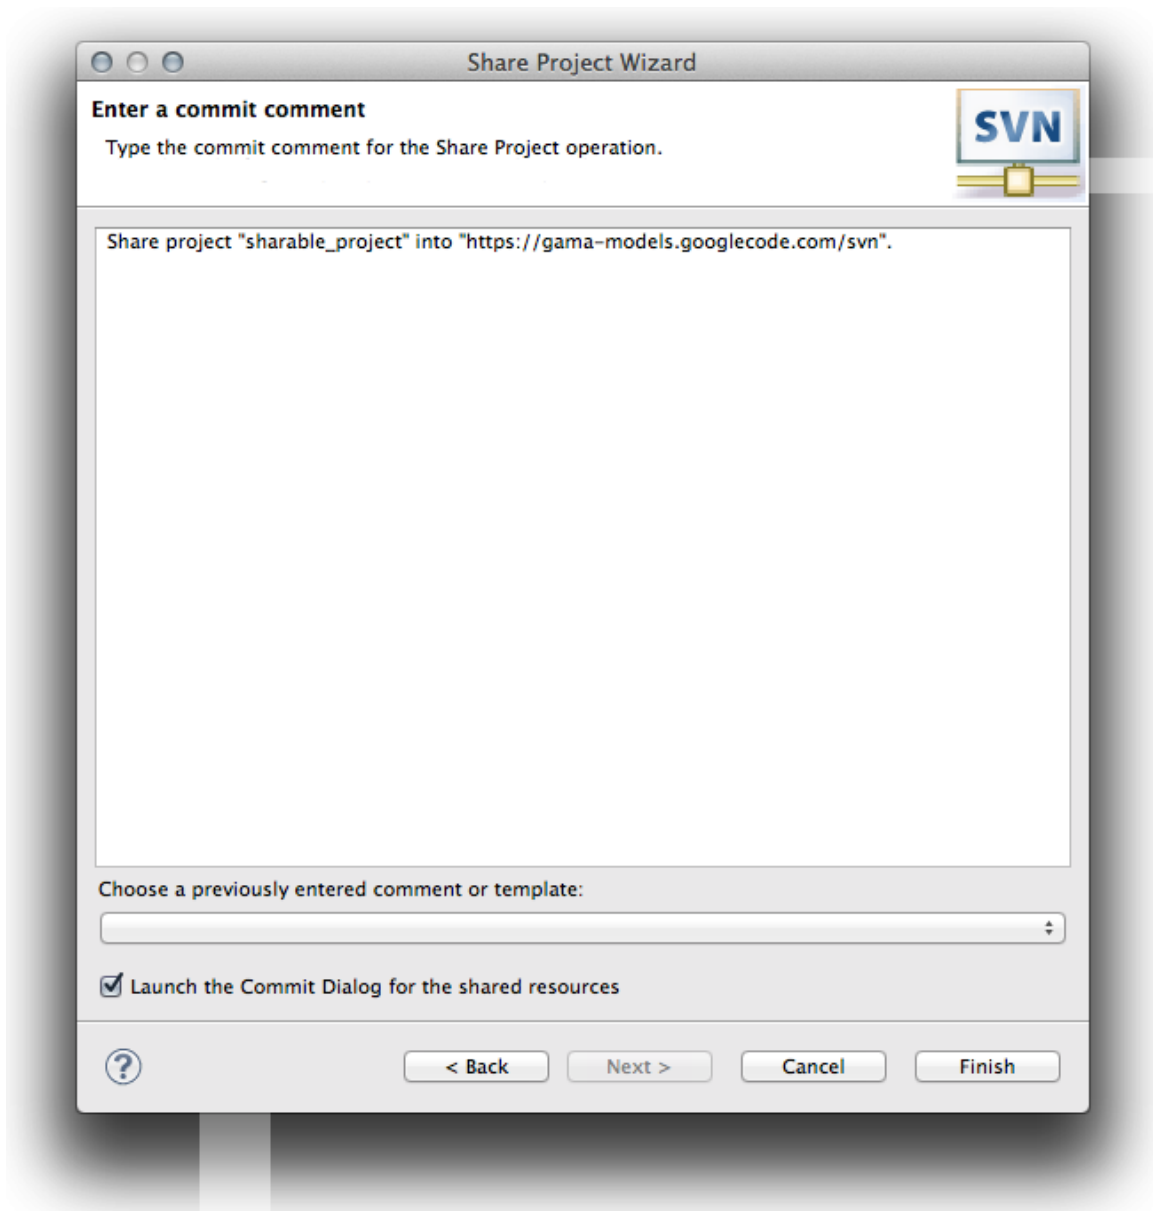 Share Project Wizard
Enter a commit comment
Type the commit comment for the Share Project operation.
SVN
Share project "sharable_project" into "https://gama-models.googlecode.com/svn".
Choose a previously entered comment or template:
Launch the Commit Dialog for the shared resources
? < Back Next > Cancel Finish